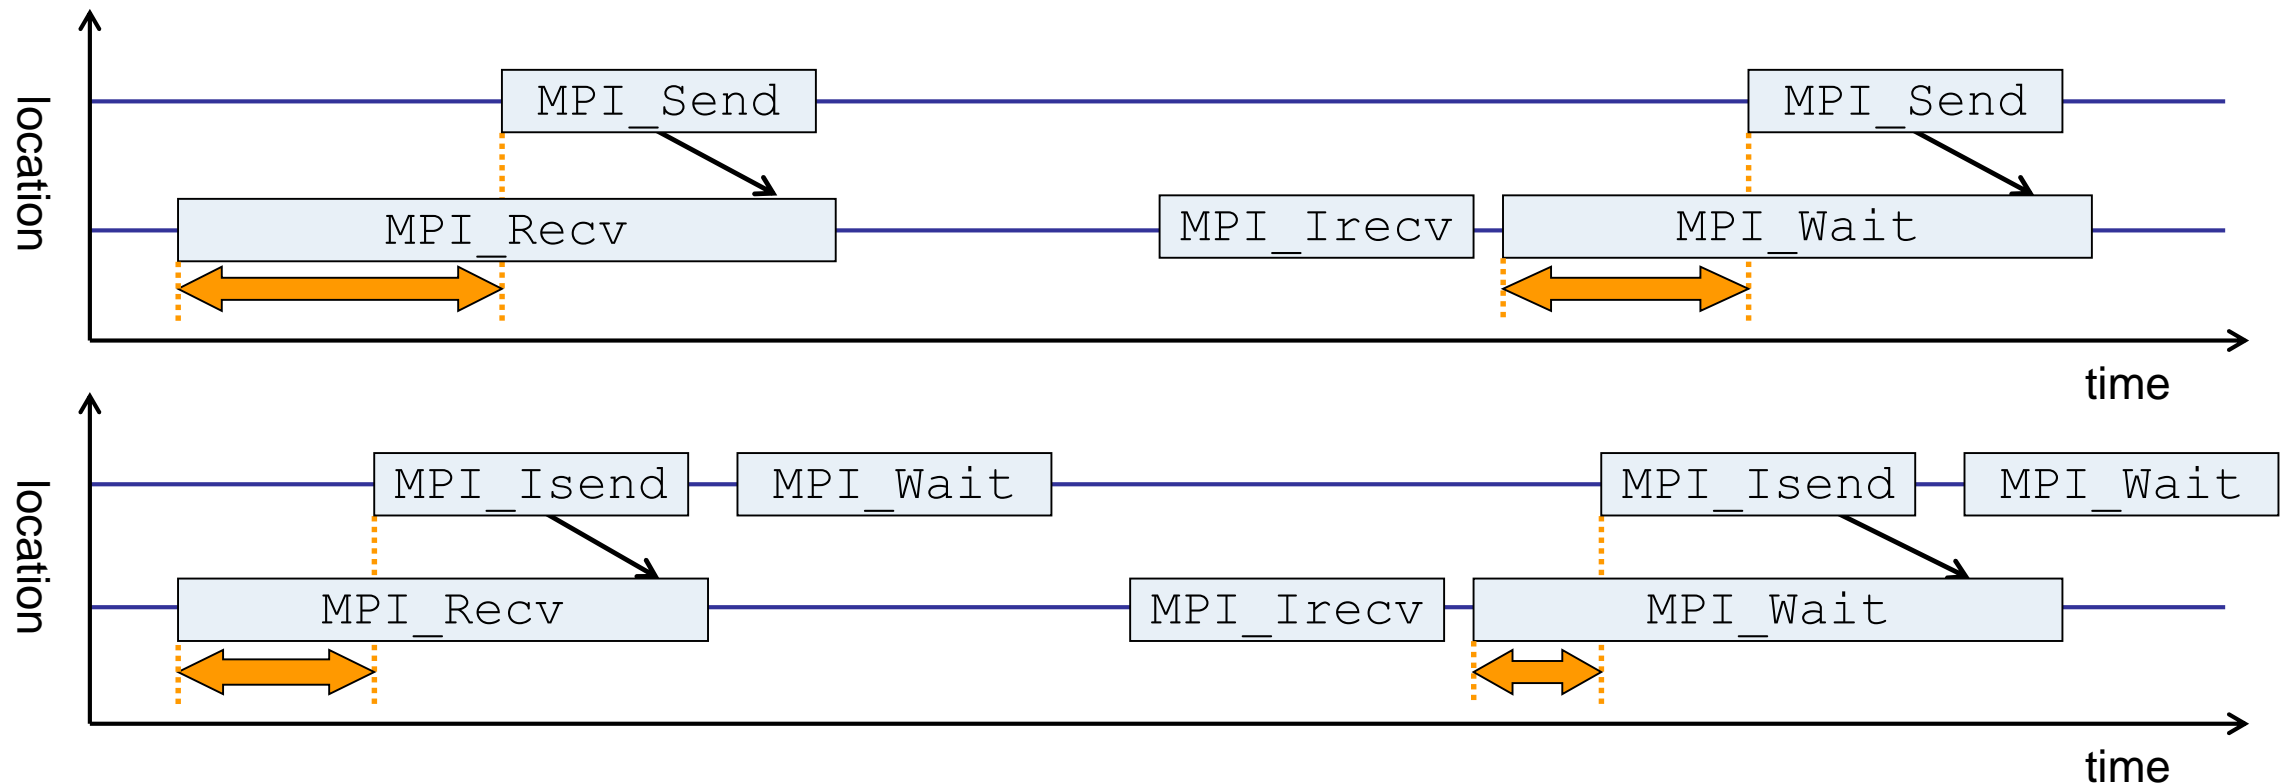 location
MPI_Send
MPI_Send
MPI_Recv
MPI_Irecv
MPI_Wait
time
location
MPI_Isend
MPI_Wait
MPI_Isend
MPI_Wait
MPI_Recv
MPI_Irecv
MPI_Wait
time